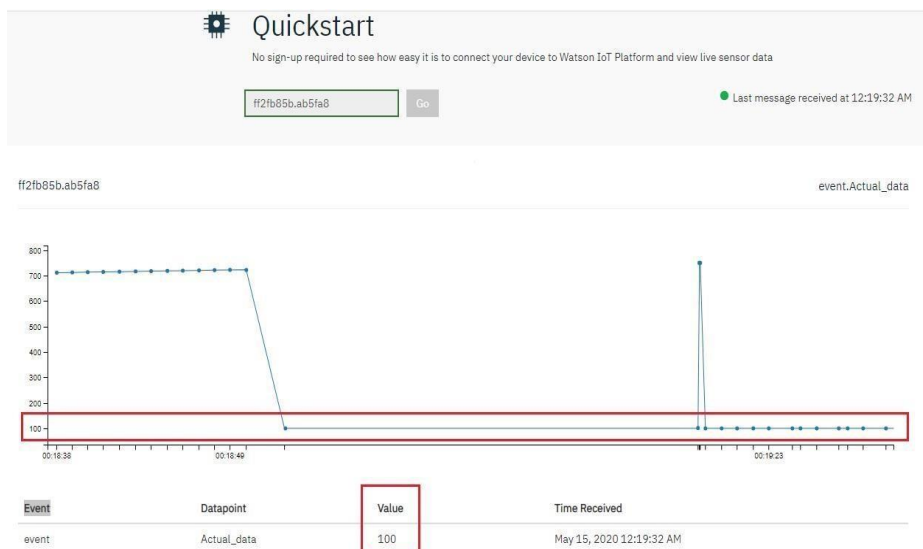 Quickstart
No sign-up required to see how easy it is to connect your device to Watson IoT Platform and view live sensor data
ff2fb85b.ab5fa8 Go
Last message received at 12:19:32 AM
ff2fb85b.ab5fa8 event.Actual_data
800
700
600
500
400
300
200
100
00:18:38 00:18:49 00:19:23
Event Datapoint Value Time Received
event Actual_data 100 May 15, 2020 12:19:32 AM